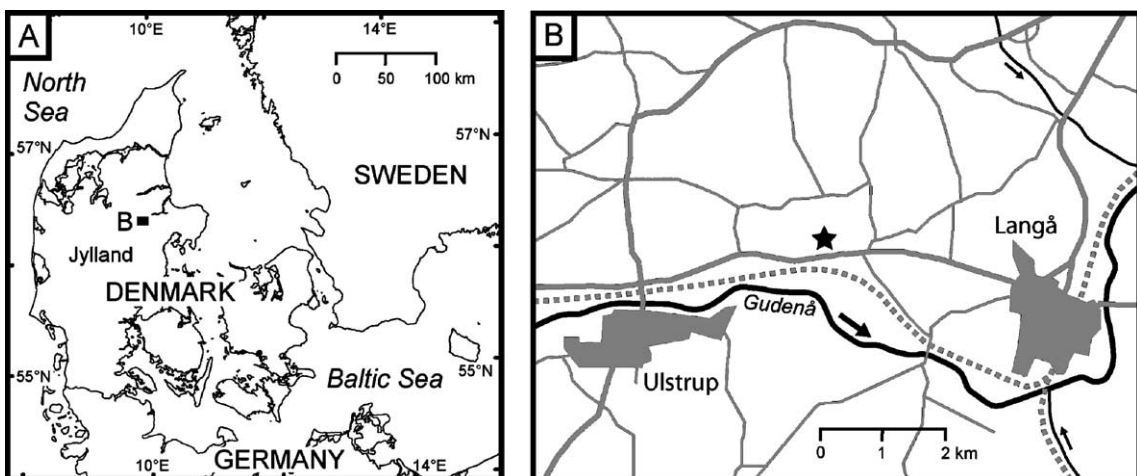 A
10°E
14°E
0 50 100 km
North
Sea
57°N
57°N
SWEDEN
B
Jylland
DENMARK
Baltic Sea
55°N
55°N
10°E
GERMANY
14°E
B
Langå
Gudenå
Ulstrup
0 1 2 km